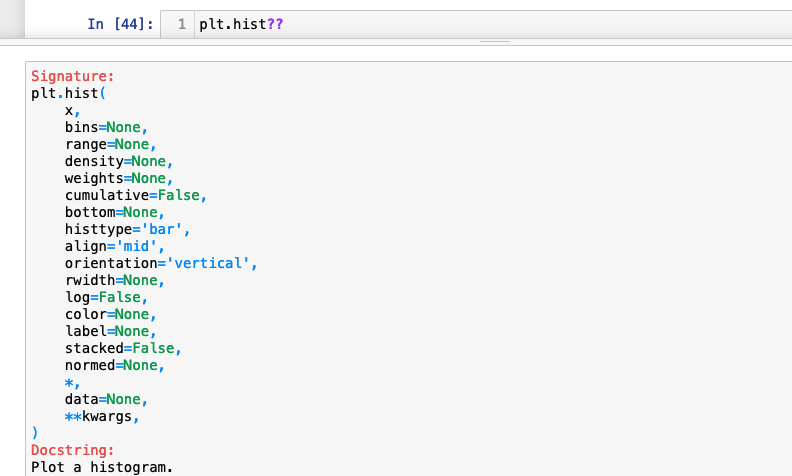 In [44]: 1 plt.hist??
Signature:
plt.hist(
    x,
    bins=None,
    range=None,
    density=None,
    weights=None,
    cumulative=False,
    bottom=None,
    histtype='bar',
    align='mid',
    orientation='vertical',
    rwidth=None,
    log=False,
    color=None,
    label=None,
    stacked=False,
    normed=None,
    *,
    data=None,
    **kwargs,
)
Docstring:
Plot a histogram.